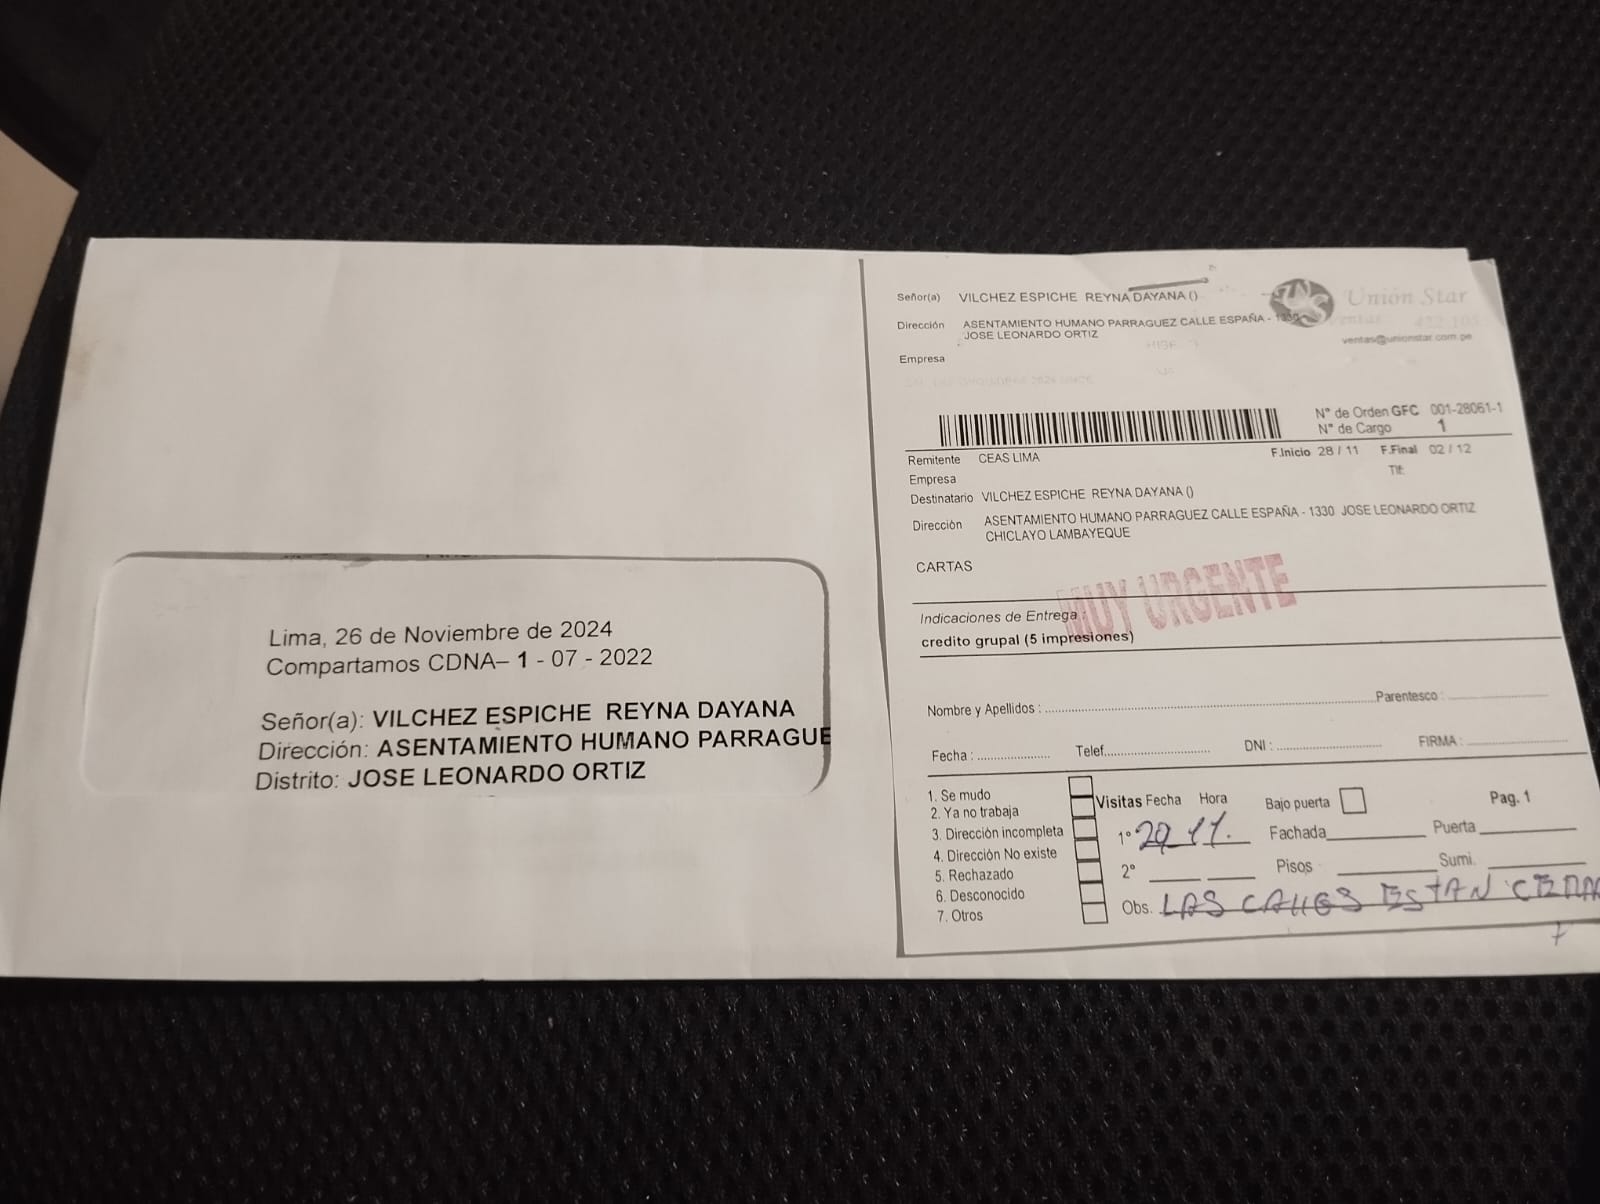 Lima, 26 de Noviembre de 2024
Compartamos CDNA– 1 - 07 - 2022
Señor(a): VILCHEZ ESPICHE REYNA DAYANA
Dirección: ASENTAMIENTO HUMANO PARRAGUE
Distrito: JOSE LEONARDO ORTIZ
Señor(a) VILCHEZ ESPICHE REYNA DAYANA ()
Unión Star
Dirección ASENTAMIENTO HUMANO PARRAGUEZ CALLE ESPAÑA - 1330
JOSE LEONARDO ORTIZ
ventas@unionstar.com.pe
Empresa
N° de Orden GFC 001-28061-1
N° de Cargo 1
Remitente CEAS LIMA
F.Inicio 28 / 11 F.Final 02 / 12
Empresa
Tlf:
Destinatario VILCHEZ ESPICHE REYNA DAYANA ()
Dirección ASENTAMIENTO HUMANO PARRAGUEZ CALLE ESPAÑA - 1330 JOSE LEONARDO ORTIZ
CHICLAYO LAMBAYEQUE
CARTAS
MUY URGENTE
Indicaciones de Entrega :
credito grupal (5 impresiones)
Nombre y Apellidos : Parentesco :
Fecha : Telef. DNI : FIRMA :
1. Se mudo
2. Ya no trabaja
3. Dirección incompleta
4. Dirección No existe
5. Rechazado
6. Desconocido
7. Otros
Visitas Fecha Hora Bajo puerta Pag. 1
1° 29 11. Fachada Puerta
2° Pisos Sumi.
Obs. LAS CALLES ESTAN